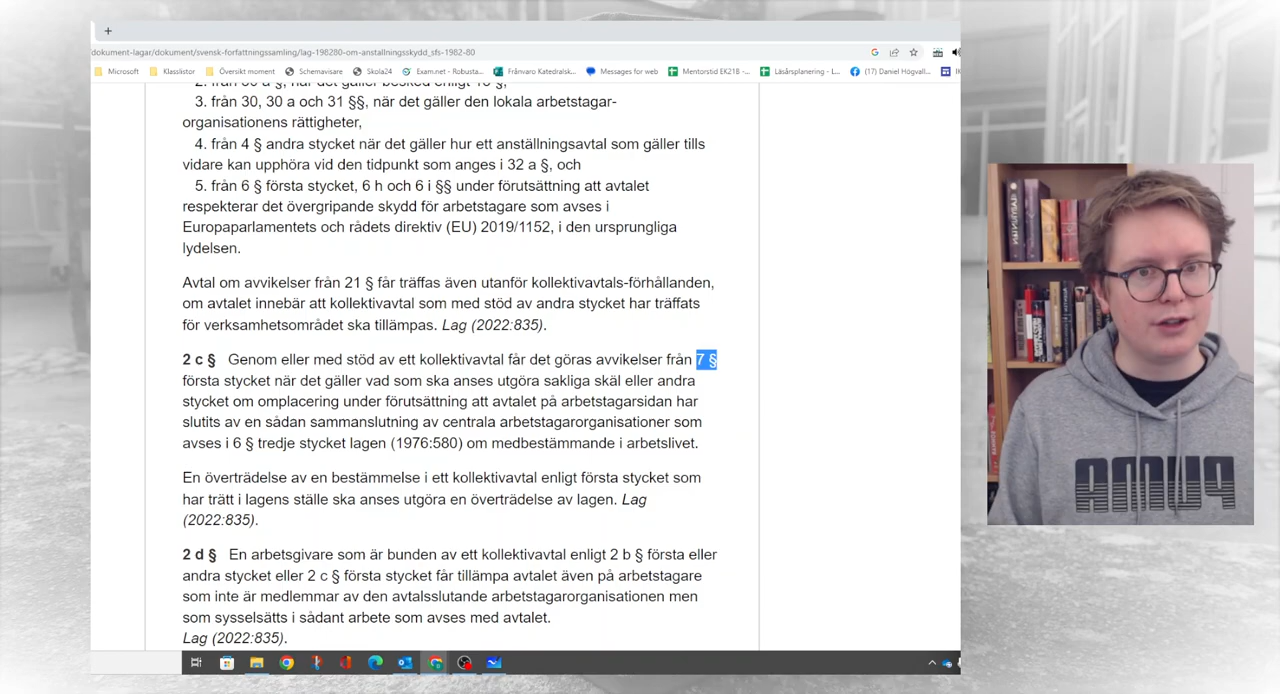 +
dokument-lagar/dokument/svensk-forfattningssamling/lag-198280-om-anstallningsskydd_sfs-1982-80
Microsoft Klasslistor Översikt moment Schemavisare Skola24 Exam.net - Robusta... Frånvaro Katedralsk... Messages for web Mentorstid EK21B -... Läsårsplanering - L... (17) Daniel Högvall...
3. från 30, 30 a och 31 §§, när det gäller den lokala arbetstagar-
organisationens rättigheter,
4. från 4 § andra stycket när det gäller hur ett anställningsavtal som gäller tills
vidare kan upphöra vid den tidpunkt som anges i 32 a §, och
5. från 6 § första stycket, 6 h och 6 i §§ under förutsättning att avtalet
respekterar det övergripande skydd för arbetstagare som avses i
Europaparlamentets och rådets direktiv (EU) 2019/1152, i den ursprungliga
lydelsen.
Avtal om avvikelser från 21 § får träffas även utanför kollektivavtals-förhållanden,
om avtalet innebär att kollektivavtal som med stöd av andra stycket har träffats
för verksamhetsområdet ska tillämpas. Lag (2022:835).
2 c § Genom eller med stöd av ett kollektivavtal får det göras avvikelser från 7 §
första stycket när det gäller vad som ska anses utgöra sakliga skäl eller andra
stycket om omplacering under förutsättning att avtalet på arbetstagarsidan har
slutits av en sådan sammanslutning av centrala arbetstagarorganisationer som
avses i 6 § tredje stycket lagen (1976:580) om medbestämmande i arbetslivet.
En överträdelse av en bestämmelse i ett kollektivavtal enligt första stycket som
har trätt i lagens ställe ska anses utgöra en överträdelse av lagen. Lag
(2022:835).
2 d § En arbetsgivare som är bunden av ett kollektivavtal enligt 2 b § första eller
andra stycket eller 2 c § första stycket får tillämpa avtalet även på arbetstagare
som inte är medlemmar av den avtalsslutande arbetstagarorganisationen men
som sysselsätts i sådant arbete som avses med avtalet.
Lag (2022:835).